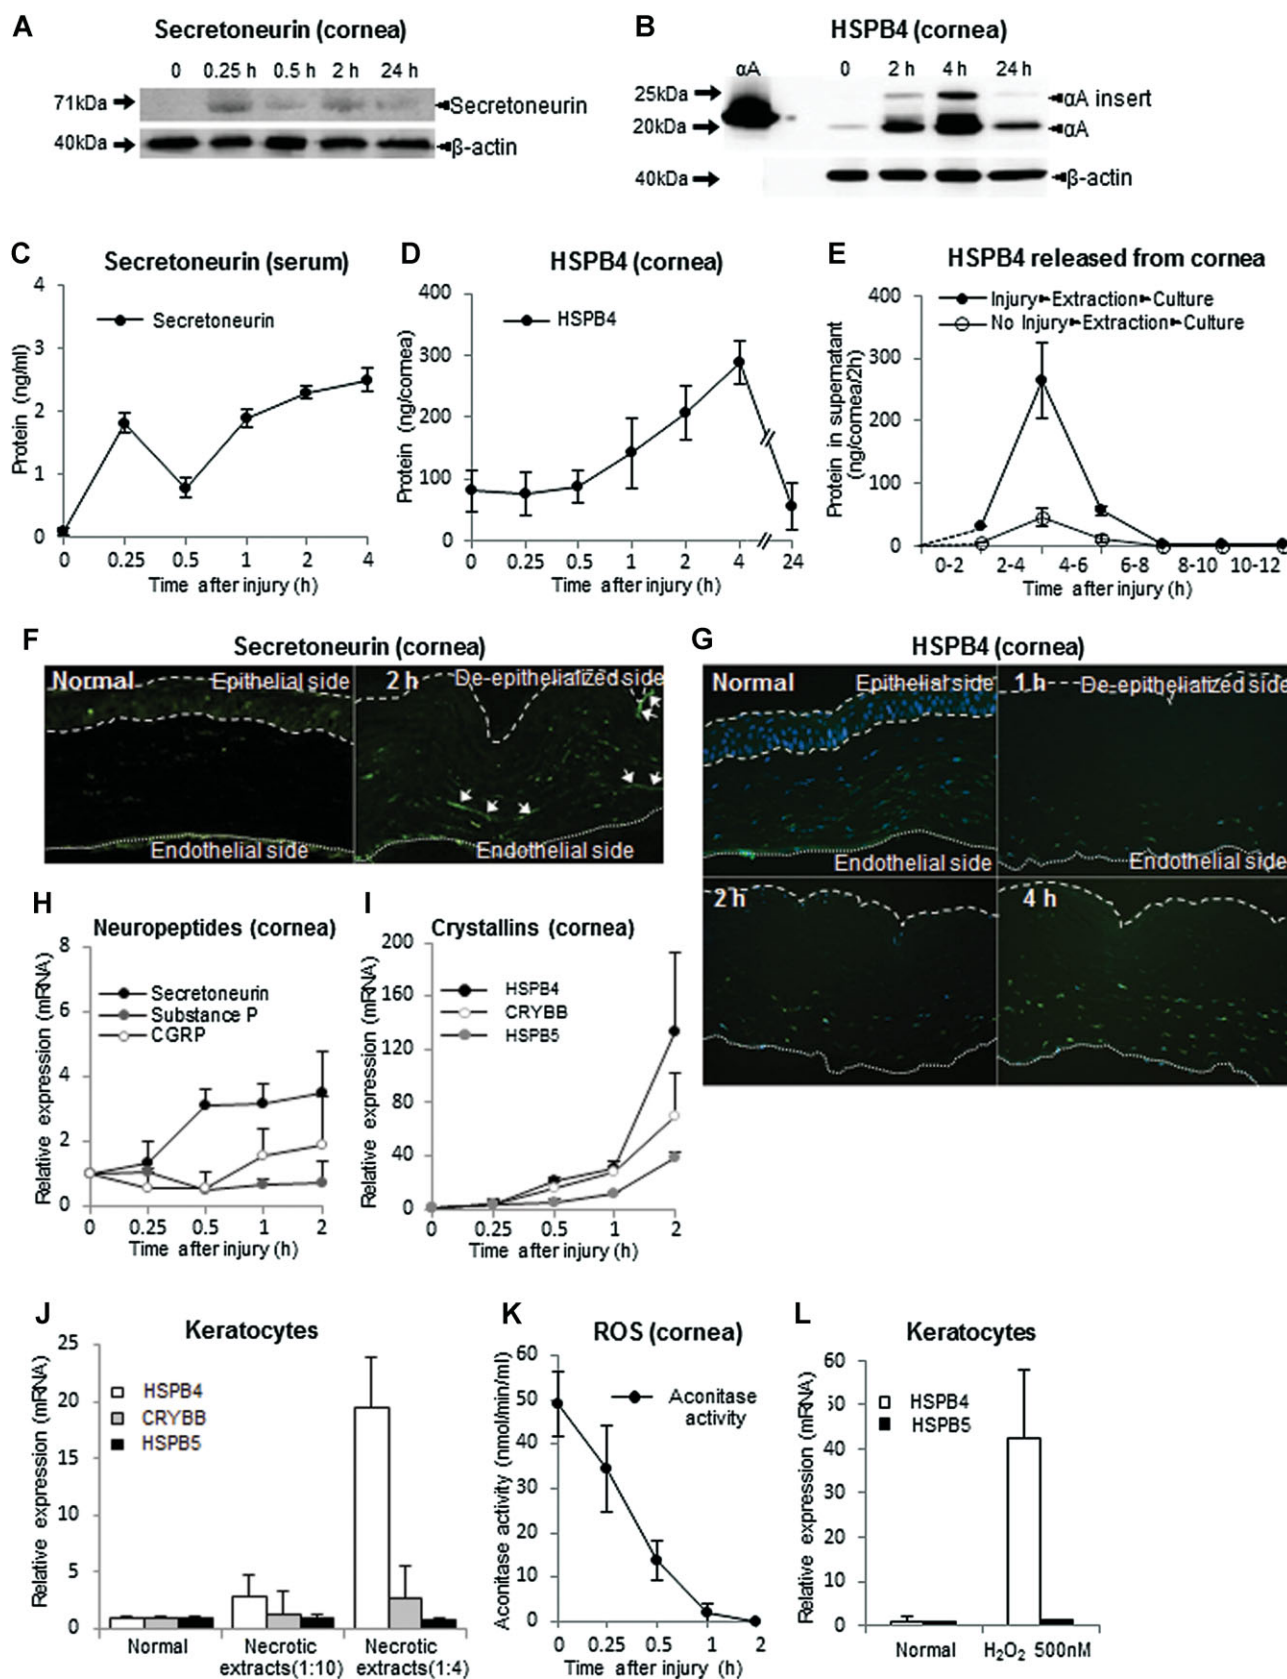 A
Secretoneurin (cornea)
0 0.25 h 0.5 h 2 h 24 h
71kDa
Secretoneurin
40kDa
β-actin
B
HSPB4 (cornea)
αA 0 2 h 4 h 24 h
25kDa
αA insert
20kDa
αA
40kDa
β-actin
C
Secretoneurin (serum)
Secretoneurin
Protein (ng/ml)
4
3
2
1
0
0 0.25 0.5 1 2 4
Time after injury (h)
D
HSPB4 (cornea)
HSPB4
Protein (ng/cornea)
400
300
200
100
0
0 0.25 0.5 1 2 4 24
Time after injury (h)
E
HSPB4 released from cornea
Injury Extraction Culture
No Injury Extraction Culture
Protein in supernatant
(ng/cornea/2h)
400
300
200
100
0
0-2 2-4 4-6 6-8 8-10 10-12
Time after injury (h)
F
Secretoneurin (cornea)
Normal
Epithelial side
Endothelial side
2 h
De-epithelialized side
Endothelial side
G
HSPB4 (cornea)
Normal
Epithelial side
Endothelial side
1 h
De-epithelialized side
Endothelial side
2 h
4 h
H
Neuropeptides (cornea)
Secretoneurin
Substance P
CGRP
Relative expression (mRNA)
8
6
4
2
0
0 0.25 0.5 1 2
Time after injury (h)
I
Crystallins (cornea)
HSPB4
CRYBB
HSPB5
Relative expression (mRNA)
200
160
120
80
40
0
0 0.25 0.5 1 2
Time after injury (h)
J
Keratocytes
HSPB4
CRYBB
HSPB5
Relative expression (mRNA)
25
20
15
10
5
0
Normal
Necrotic
extracts(1:10)
Necrotic
extracts(1:4)
K
ROS (cornea)
Aconitase
activity
Aconitase activity (nmol/min/ml)
60
50
40
30
20
10
0
0 0.25 0.5 1 2
Time after injury (h)
L
Keratocytes
HSPB4
HSPB5
Relative expression (mRNA)
60
50
40
30
20
10
0
Normal
H₂O₂ 500nM